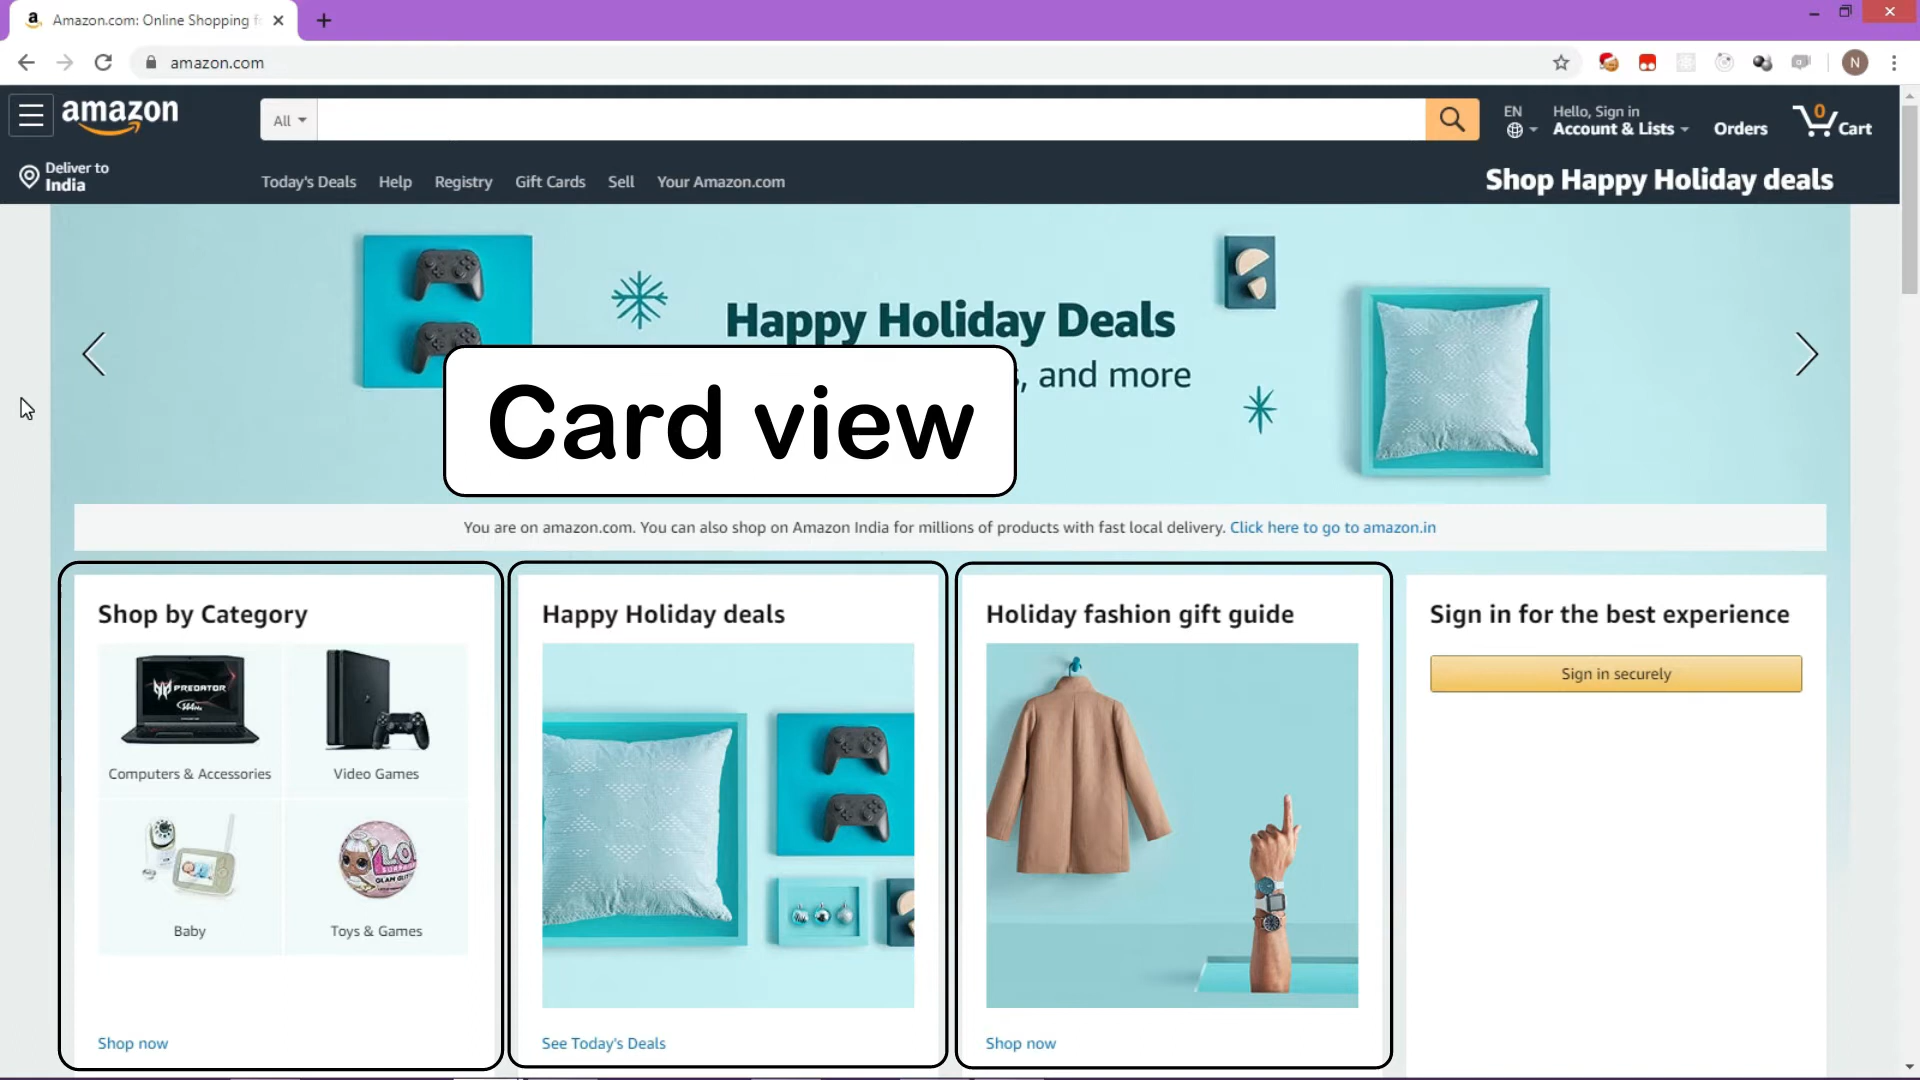 Amazon.com: Online Shopping f
amazon.com
N
amazon
All
EN
Hello, Sign in
Account & Lists
Orders
0
Cart
Deliver to
India
Today's Deals
Help
Registry
Gift Cards
Sell
Your Amazon.com
Shop Happy Holiday deals
Happy Holiday Deals
, and more
Card view
You are on amazon.com. You can also shop on Amazon India for millions of products with fast local delivery. Click here to go to amazon.in
Shop by Category
PREDATOR
144Hz
Computers & Accessories
Video Games
Baby
L.O.
SURPRISE
Toys & Games
Shop now
Happy Holiday deals
See Today's Deals
Holiday fashion gift guide
Shop now
Sign in for the best experience
Sign in securely